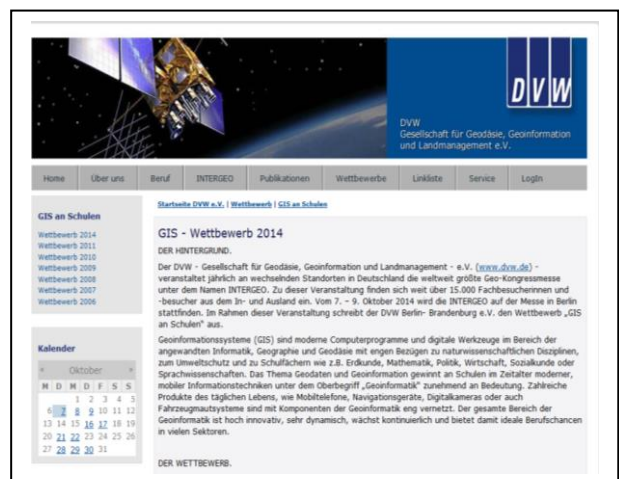 DVW
DVW
Gesellschaft für Geodäsie, Geoinformation
und Landmanagement e.V.
Home Über uns Beruf INTERGEO Publikationen Wettbewerbe Linkliste Service LogIn
Startseite DVW e.V. | Wettbewerb | GIS an Schulen
GIS an Schulen
Wettbewerb 2014
Wettbewerb 2011
Wettbewerb 2010
Wettbewerb 2009
Wettbewerb 2008
Wettbewerb 2007
Wettbewerb 2006
Kalender
« Oktober »
M D M D F S S
1 2 3 4 5
6 7 8 9 10 11 12
13 14 15 16 17 18 19
20 21 22 23 24 25 26
27 28 29 30 31
GIS - Wettbewerb 2014
DER HINTERGRUND.
Der DVW - Gesellschaft für Geodäsie, Geoinformation und Landmanagement - e.V. (www.dvw.de) -
veranstaltet jährlich an wechselnden Standorten in Deutschland die weltweit größte Geo-Kongressmesse
unter dem Namen INTERGEO. Zu dieser Veranstaltung finden sich weit über 15.000 Fachbesucherinnen und
-besucher aus dem In- und Ausland ein. Vom 7. – 9. Oktober 2014 wird die INTERGEO auf der Messe in Berlin
stattfinden. Im Rahmen dieser Veranstaltung schreibt der DVW Berlin- Brandenburg e.V. den Wettbewerb „GIS
an Schulen" aus.
Geoinformationssysteme (GIS) sind moderne Computerprogramme und digitale Werkzeuge im Bereich der
angewandten Informatik, Geographie und Geodäsie mit engen Bezügen zu naturwissenschaftlichen Disziplinen,
zum Umweltschutz und zu Schulfächern wie z.B. Erdkunde, Mathematik, Politik, Wirtschaft, Sozialkunde oder
Sprachwissenschaften. Das Thema Geodaten und Geoinformation gewinnt an Schulen im Zeitalter moderner,
mobiler Informationstechniken unter dem Oberbegriff „Geoinformatik" zunehmend an Bedeutung. Zahlreiche
Produkte des täglichen Lebens, wie Mobiltelefone, Navigationsgeräte, Digitalkameras oder auch
Fahrzeugmautsysteme sind mit Komponenten der Geoinformatik eng vernetzt. Der gesamte Bereich der
Geoinformatik ist hoch innovativ, sehr dynamisch, wächst kontinuierlich und bietet damit ideale Berufschancen
in vielen Sektoren.
DER WETTBEWERB.